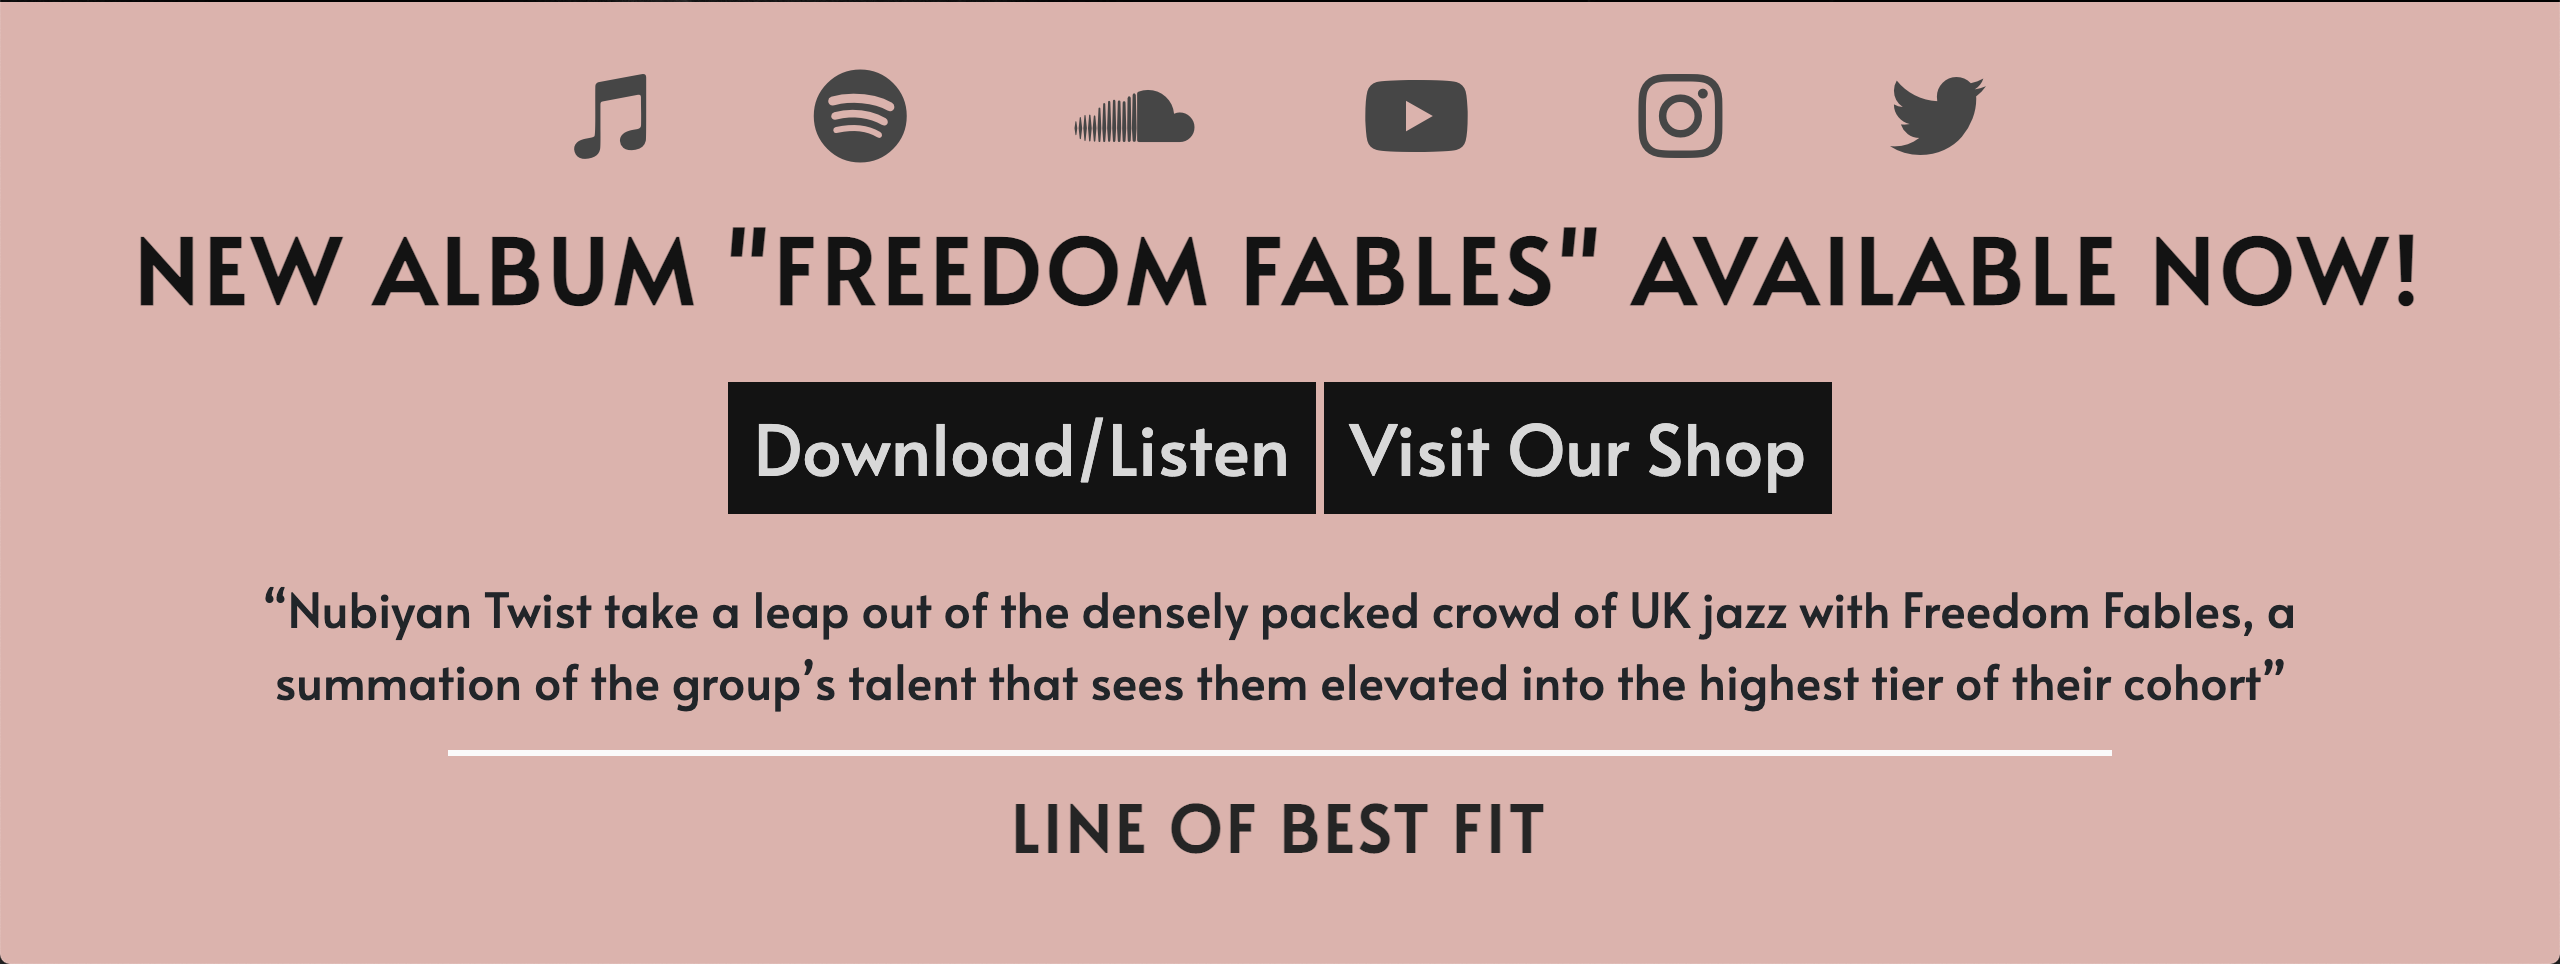 NEW ALBUM "FREEDOM FABLES" AVAILABLE NOW!
Download/Listen Visit Our Shop
“Nubiyan Twist take a leap out of the densely packed crowd of UK jazz with Freedom Fables, a
summation of the group’s talent that sees them elevated into the highest tier of their cohort”
LINE OF BEST FIT